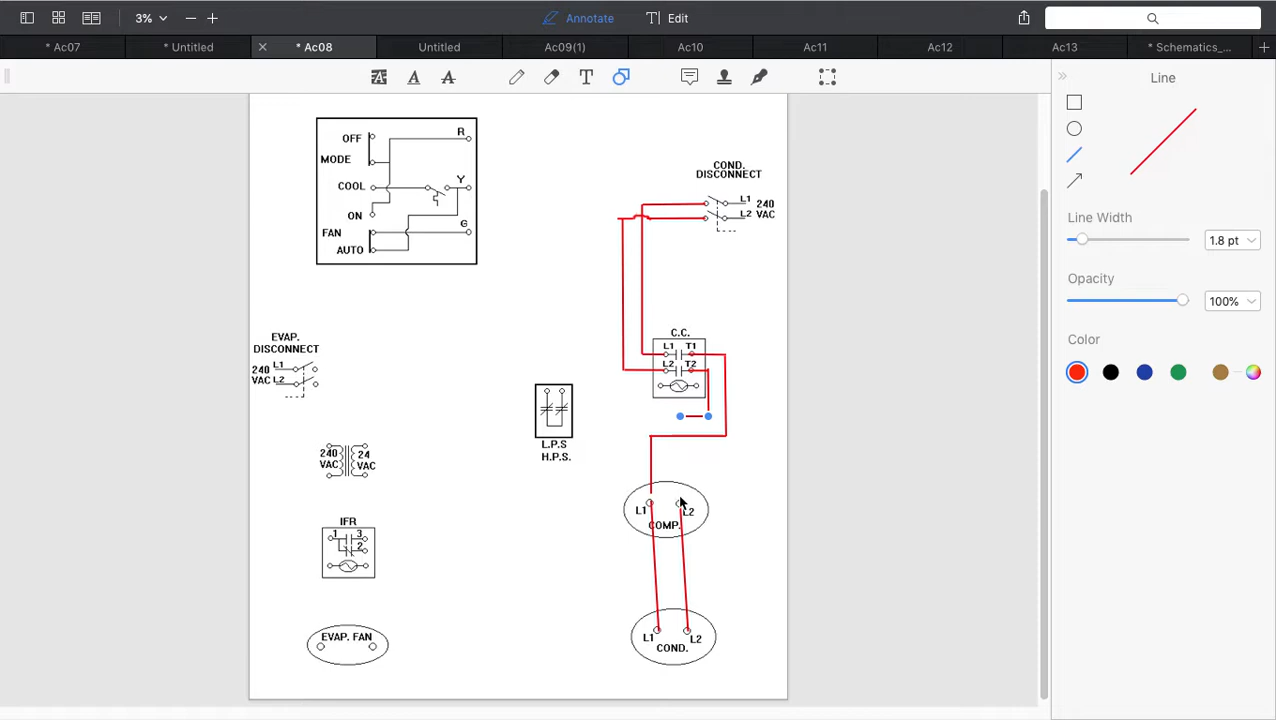 3%
Annotate
Edit
* Ac07
* Untitled
* Ac08
Untitled
Ac09(1)
Ac10
Ac11
Ac12
Ac13
* Schematics_...
A
A
A
T
Line
Line Width
1.8 pt
Opacity
100%
Color
OFF
R
MODE
COOL
Y
ON
FAN
G
AUTO
COND.
DISCONNECT
L1
240
L2
VAC
EVAP.
DISCONNECT
L1
240
VAC
L2
C.C.
L1
T1
L2
T2
L.P.S
H.P.S.
240
VAC
24
VAC
IFR
1
3
2
L1
L2
COMP.
EVAP. FAN
L1
L2
COND.